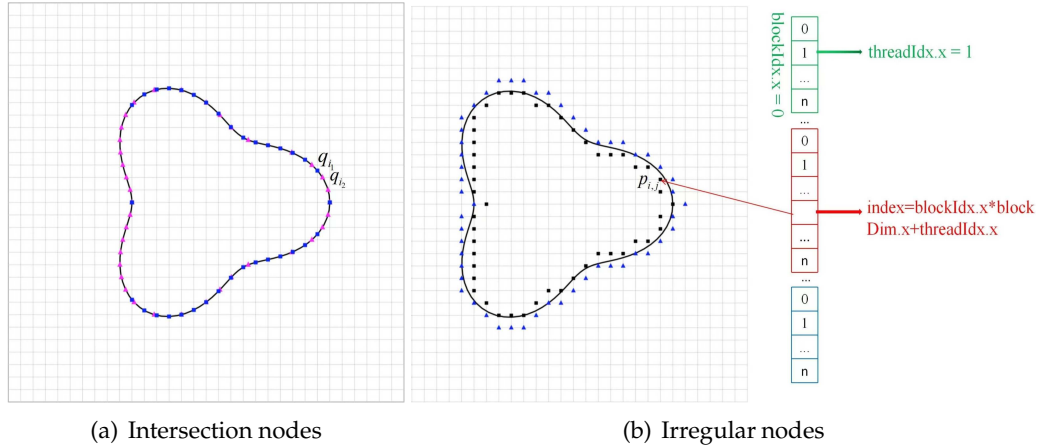 q_{i_1}
q_{i_2}
(a) Intersection nodes
p_{i,j}
(b) Irregular nodes
blockIdx.x = 0
0
1
...
n
...
0
1
...
...
n
...
0
1
...
n
threadIdx.x = 1
index=blockIdx.x*block
Dim.x+threadIdx.x